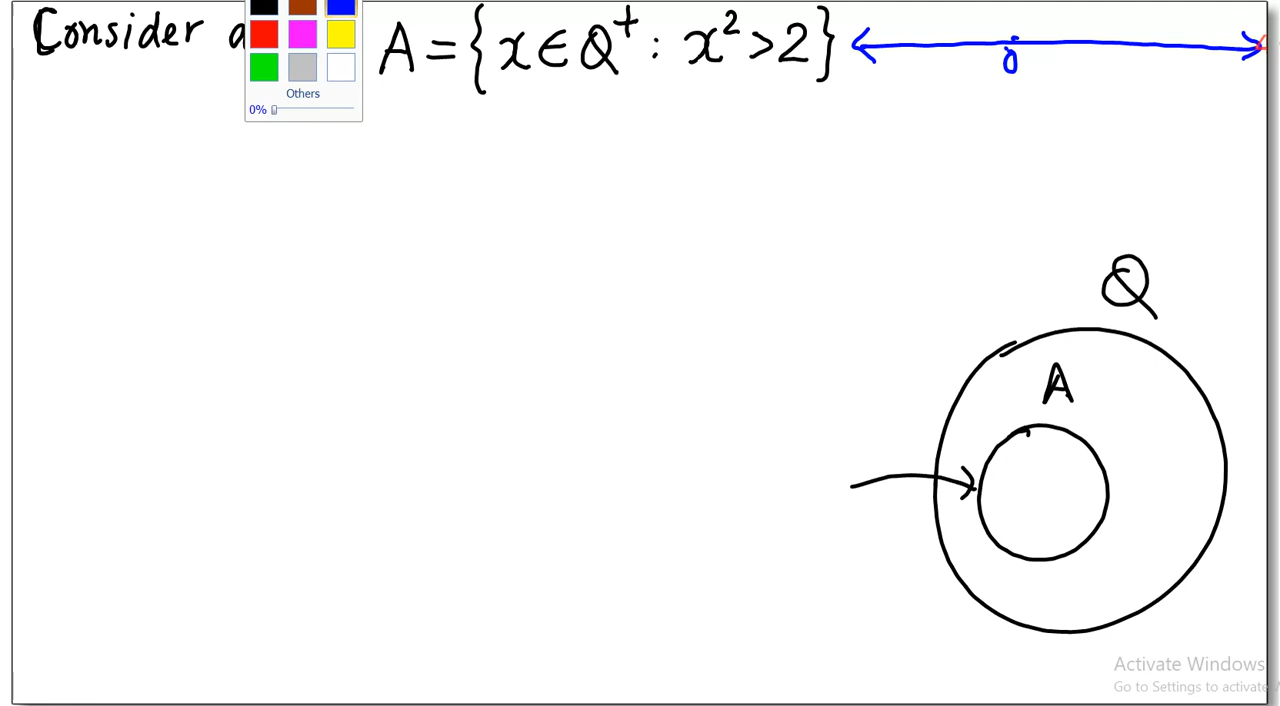 Consider a
A = {x ∈ Q⁺ : x² > 2}
0
Others
0%
Q
A
Activate Windows
Go to Settings to activate